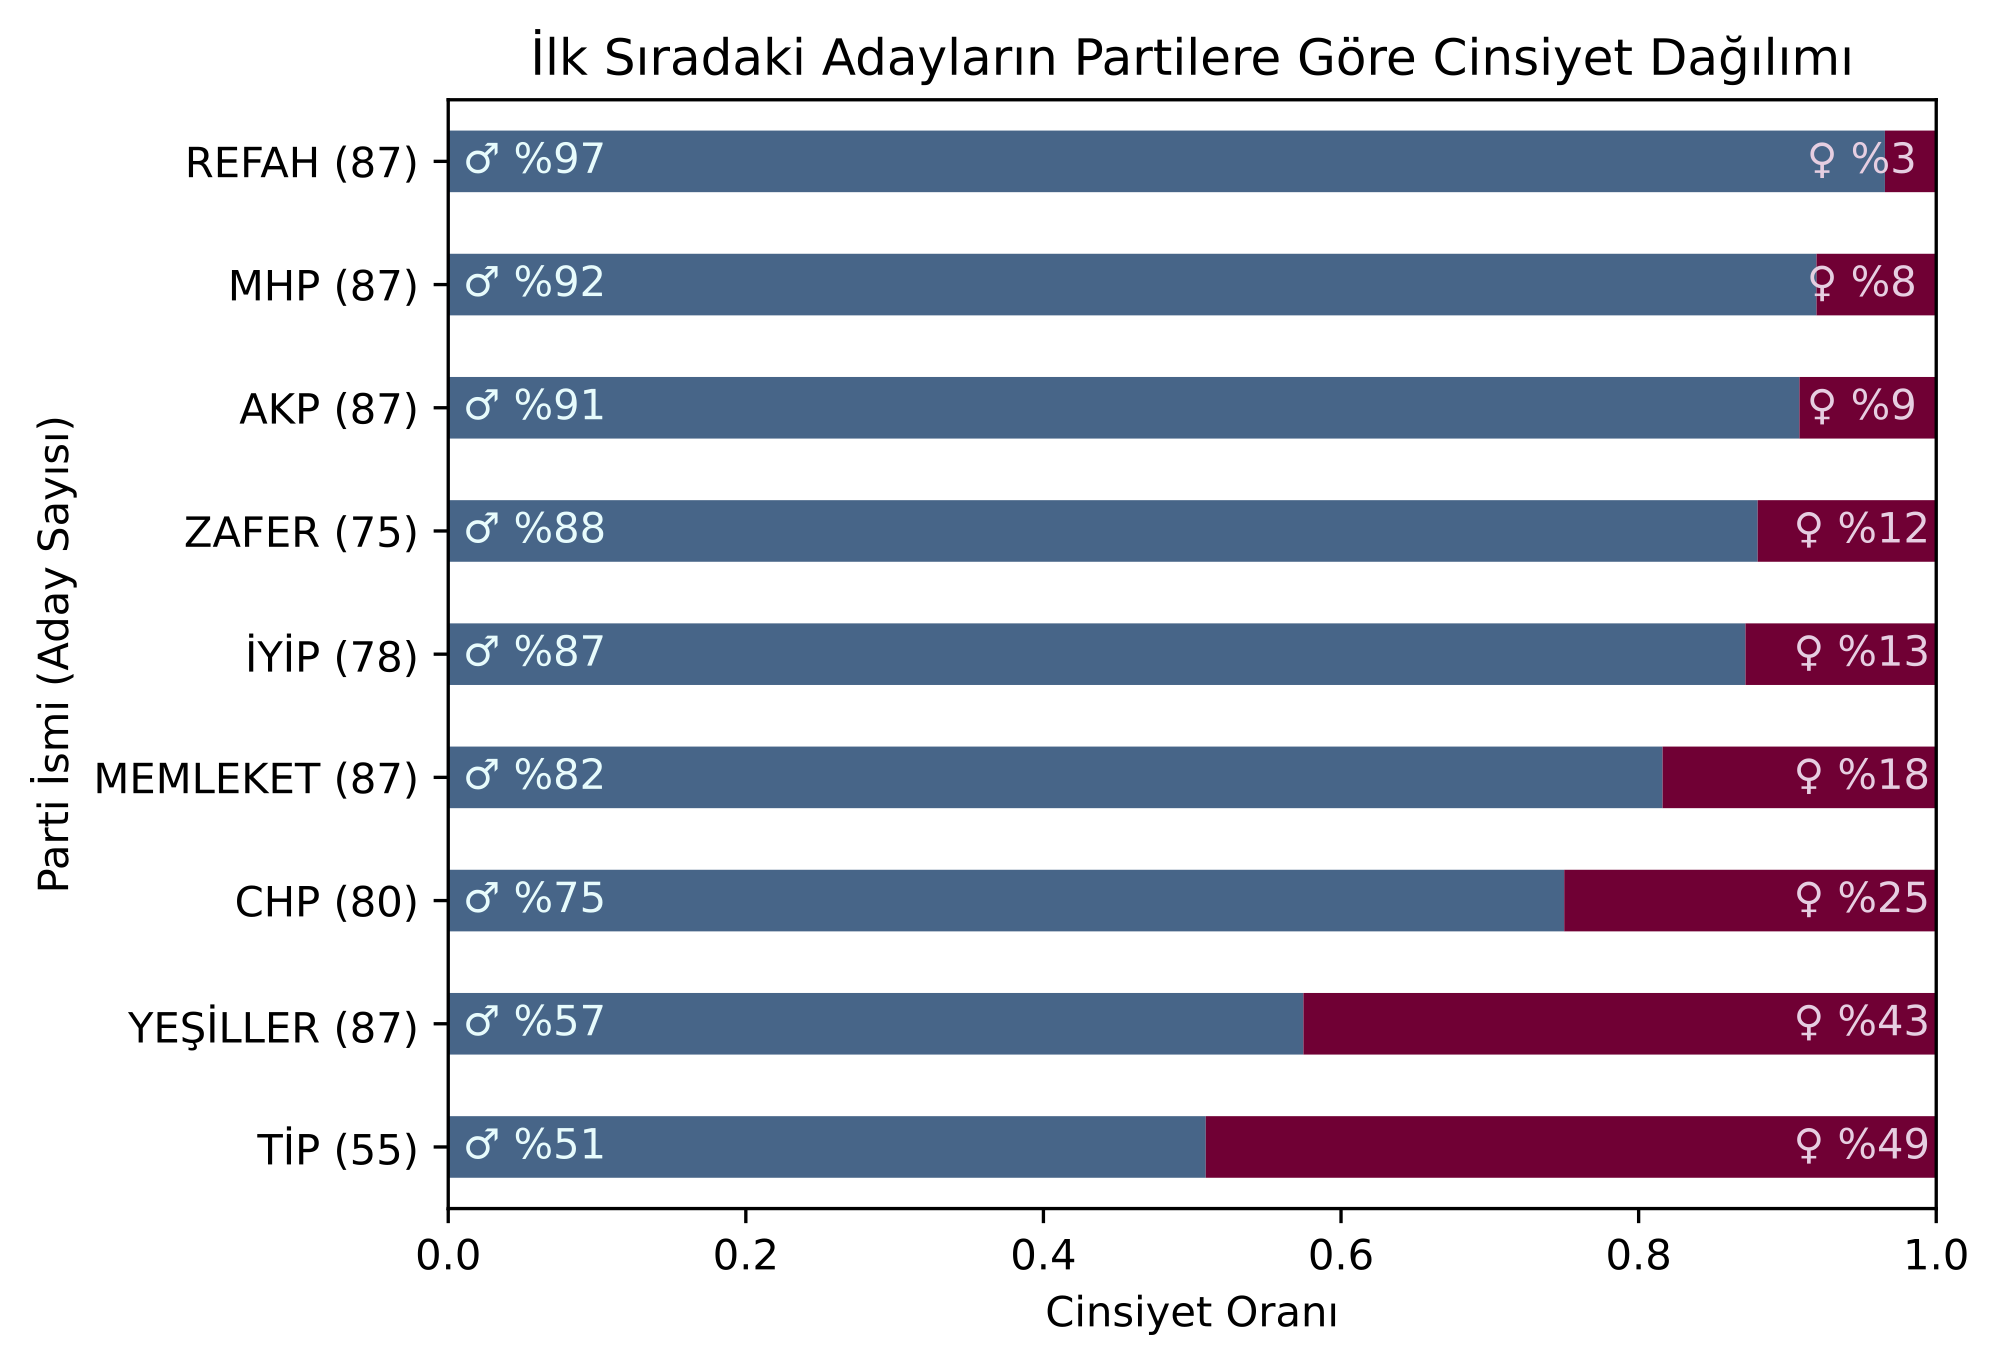 İlk Sıradaki Adayların Partilere Göre Cinsiyet Dağılımı
Parti İsmi (Aday Sayısı)
REFAH (87) ♂ %97 ♀ %3
MHP (87) ♂ %92 ♀ %8
AKP (87) ♂ %91 ♀ %9
ZAFER (75) ♂ %88 ♀ %12
İYİP (78) ♂ %87 ♀ %13
MEMLEKET (87) ♂ %82 ♀ %18
CHP (80) ♂ %75 ♀ %25
YEŞİLLER (87) ♂ %57 ♀ %43
TİP (55) ♂ %51 ♀ %49
0.0 0.2 0.4 0.6 0.8 1.0
Cinsiyet Oranı